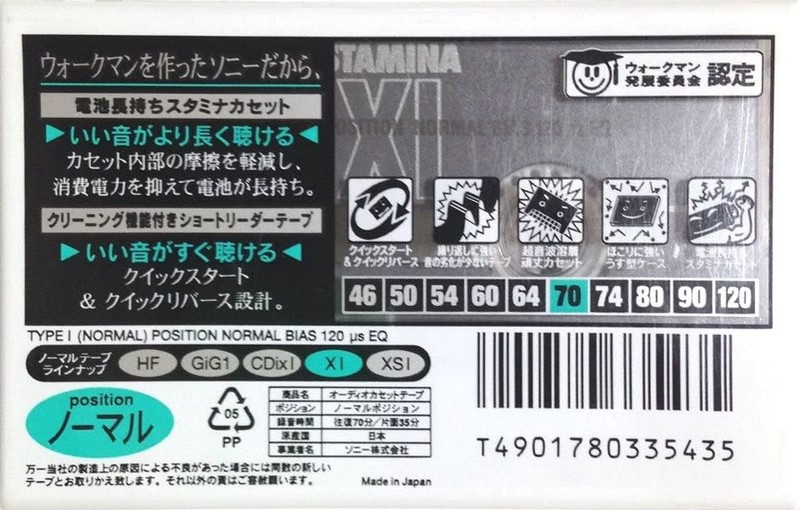 ウォークマンを作ったソニーだから、
電池長持ちスタミナカセット
▶いい音がより長く聴ける◀
カセット内部の摩擦を軽減し、
消費電力を抑えて電池が長持ち。
クリーニング機能付きショートリーダーテープ
▶いい音がすぐ聴ける◀
クイックスタート
& クイックリバース設計。
STAMINA
XI
POSITION NORMAL BIAS 120 μs EQ
ウォークマン
発展委員会 認定
クイックスタート
& クイックリバース
繰り返しに強い
音の劣化が少ないテープ
超音波溶着
頑丈カセット
ほこりに強い
うす型ケース
電池長持ち
スタミナカセット
46 50 54 60 64 70 74 80 90 120
TYPE I (NORMAL) POSITION NORMAL BIAS 120 μs EQ
ノーマルテープ
ラインナップ
HF GiG1 CDixI XI XSI
position
ノーマル
05
PP
商品名 オーディオカセットテープ
ポジション ノーマルポジション
録音時間 往復70分/片面35分
原産国 日本
事業者名 ソニー株式会社
T4901780335435
万一当社の製造上の原因による不良があった場合には同数の新しい
テープとお取りかえ致します。それ以外の責はご容赦願います。
Made in Japan